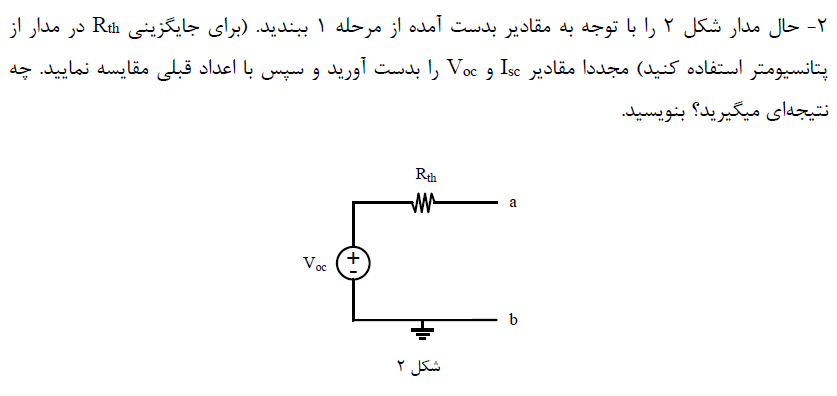 ۲- حال مدار شکل ۲ را با توجه به مقادیر بدست آمده از مرحله ۱ ببندید. (برای جایگزینی Rth در مدار از
پتانسیومتر استفاده کنید) مجددا مقادیر Isc و Voc را بدست آورید و سپس با اعداد قبلی مقایسه نمایید. چه
نتیجه‌ای میگیرید؟ بنویسید.
Rth
a
Voc
+
-
b
شکل ۲